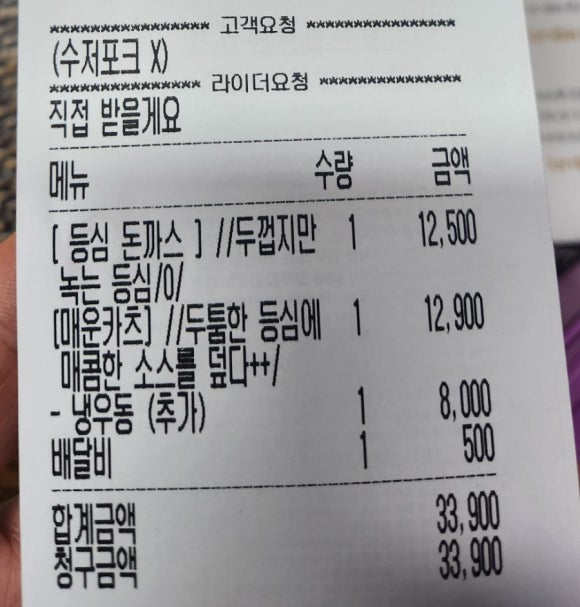 **************** 고객요청 ****************
(수저포크 X)
**************** 라이더요청 ****************
직접 받을게요
메뉴 수량 금액
[ 등심 돈까스 ] //두껍지만 1 12,500
녹는 등심/0/
[매운카츠] //두툼한 등심에 1 12,900
매콤한 소스를 덮다++/
- 냉우동 (추가) 1 8,000
배달비 1 500
합계금액 33,900
청구금액 33,900